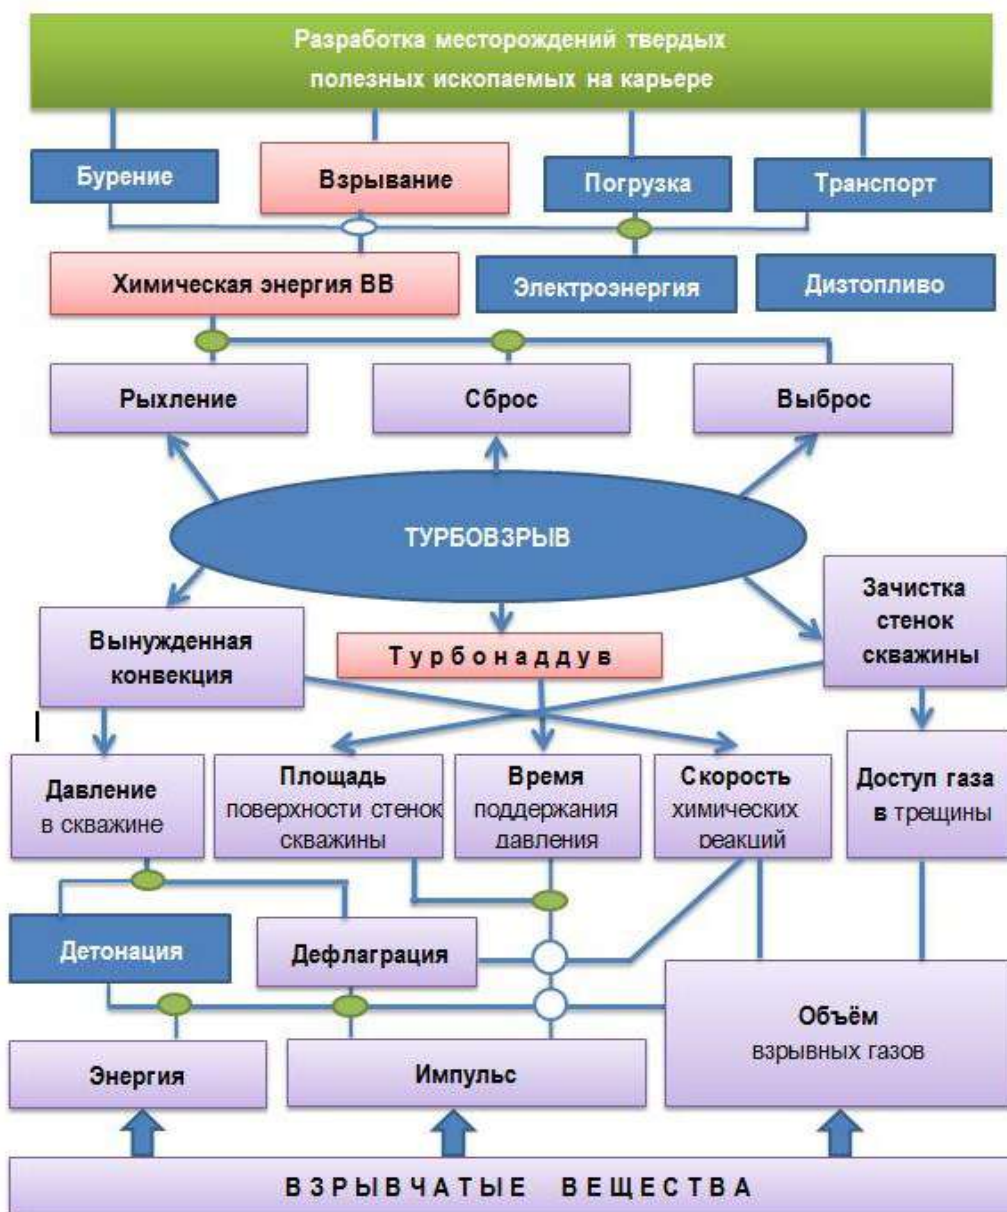 Разработка месторождений твердых
полезных ископаемых на карьере
Бурение
Взрывание
Погрузка
Транспорт
Химическая энергия ВВ
Электроэнергия
Дизтопливо
Рыхление
Сброс
Выброс
ТУРБОВЗРЫВ
Вынужденная
конвекция
Турбонаддув
Зачистка
стенок
скважины
Давление
в скважине
Площадь
поверхности стенок
скважины
Время
поддержания
давления
Скорость
химических
реакций
Доступ газа
в трещины
Детонация
Дефлаграция
Объём
взрывных газов
Энергия
Импульс
ВЗРЫВЧАТЫЕ ВЕЩЕСТВА